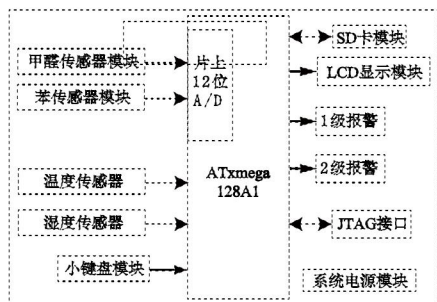 甲醛传感器模块
苯传感器模块
温度传感器
湿度传感器
小键盘模块
片上
12位
A/D
ATxmega
128A1
SD卡模块
LCD显示模块
1级报警
2级报警
JTAG接口
系统电源模块